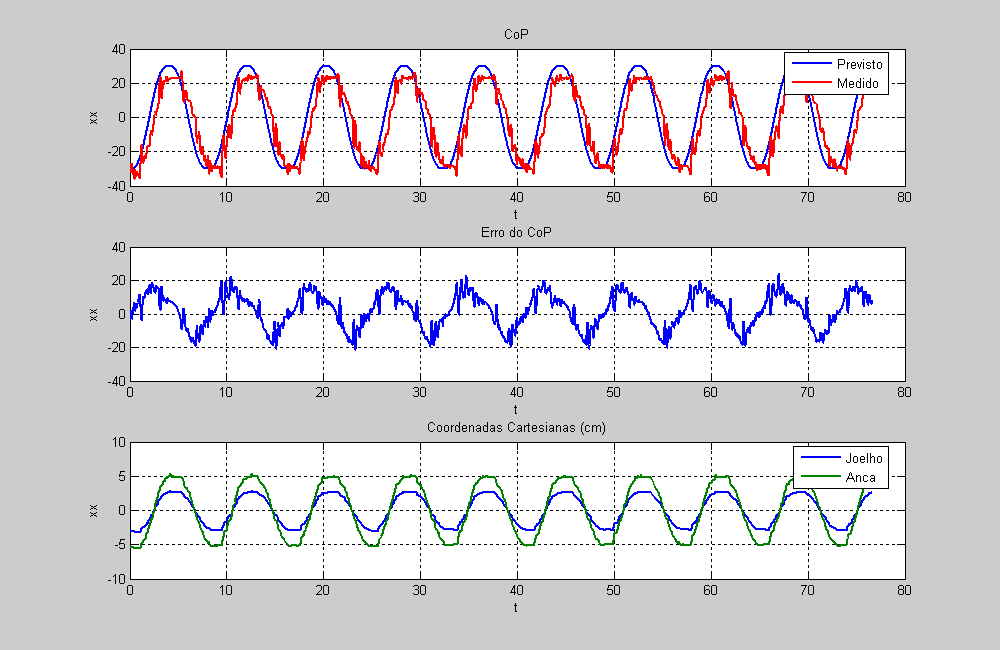 CoP
40
20
0
-20
-40
xx
Previsto
Medido
0 10 20 30 40 50 60 70 80
t
Erro do CoP
40
20
0
-20
-40
xx
0 10 20 30 40 50 60 70 80
t
Coordenadas Cartesianas (cm)
10
5
0
-5
-10
xx
Joelho
Anca
0 10 20 30 40 50 60 70 80
t